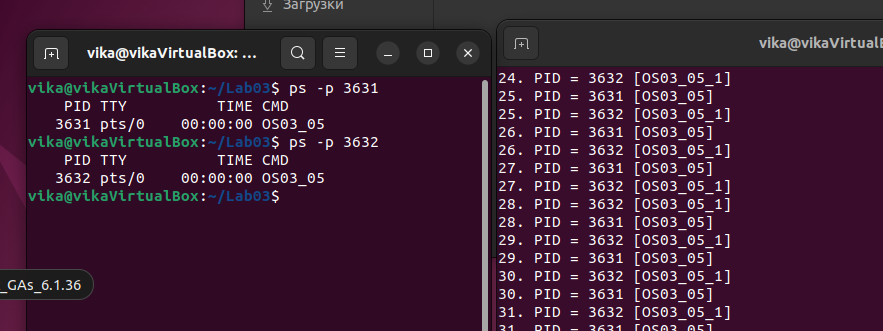 Загрузки
vika@vikaVirtualBox: ...
vika@vikaVirtualBox:~/Lab03$ ps -p 3631
PID TTY TIME CMD
3631 pts/0 00:00:00 OS03_05
vika@vikaVirtualBox:~/Lab03$ ps -p 3632
PID TTY TIME CMD
3632 pts/0 00:00:00 OS03_05
vika@vikaVirtualBox:~/Lab03$
_GAs_6.1.36
vika@vikaVirtualB
24. PID = 3632 [OS03_05_1]
25. PID = 3631 [OS03_05]
25. PID = 3632 [OS03_05_1]
26. PID = 3631 [OS03_05]
26. PID = 3632 [OS03_05_1]
27. PID = 3631 [OS03_05]
27. PID = 3632 [OS03_05_1]
28. PID = 3632 [OS03_05_1]
28. PID = 3631 [OS03_05]
29. PID = 3632 [OS03_05_1]
29. PID = 3631 [OS03_05]
30. PID = 3632 [OS03_05_1]
30. PID = 3631 [OS03_05]
31. PID = 3632 [OS03_05_1]
31. PID = 3631 [OS03_05]